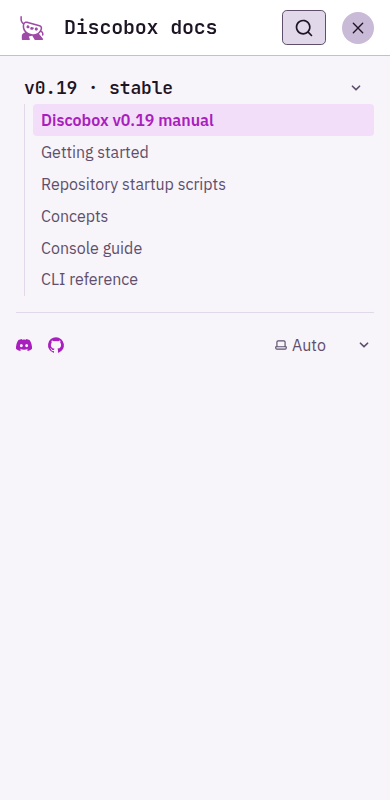 Discobox docs
v0.19 · stable
Discobox v0.19 manual
Getting started
Repository startup scripts
Concepts
Console guide
CLI reference
Auto